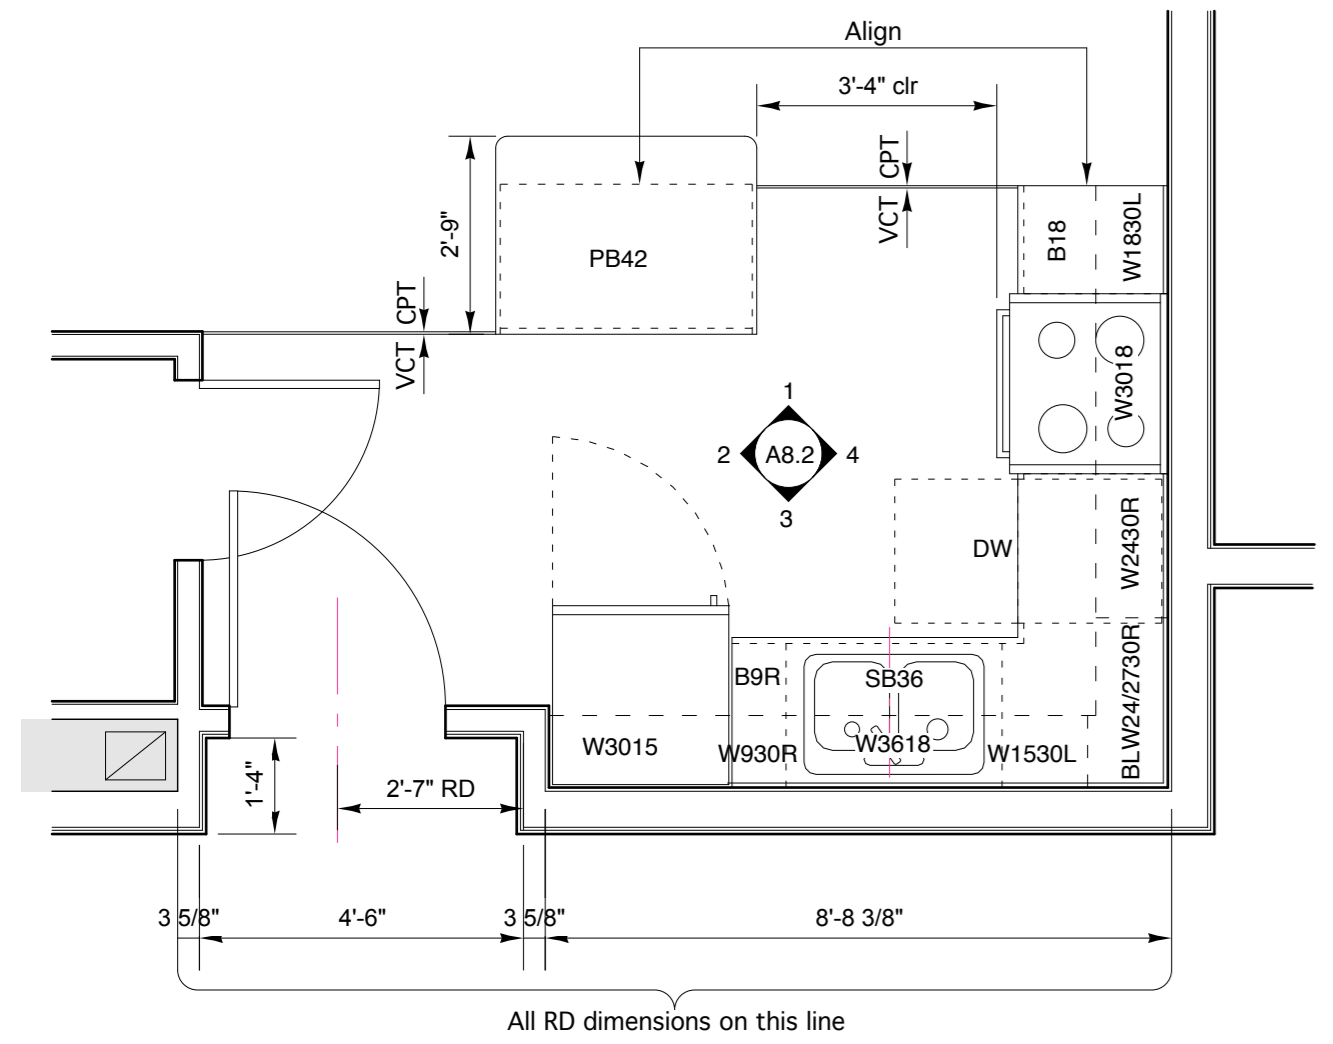 Align
3'-4" clr
CPT
VCT
2'-9"
PB42
B18
W1830L
CPT
VCT
W3018
1
2
A8.2
4
3
DW
W2430R
B9R
SB36
BLW24/2730R
W3015
W930R
W3618
W1530L
1'-4"
2'-7" RD
3 5/8"
4'-6"
3 5/8"
8'-8 3/8"
All RD dimensions on this line